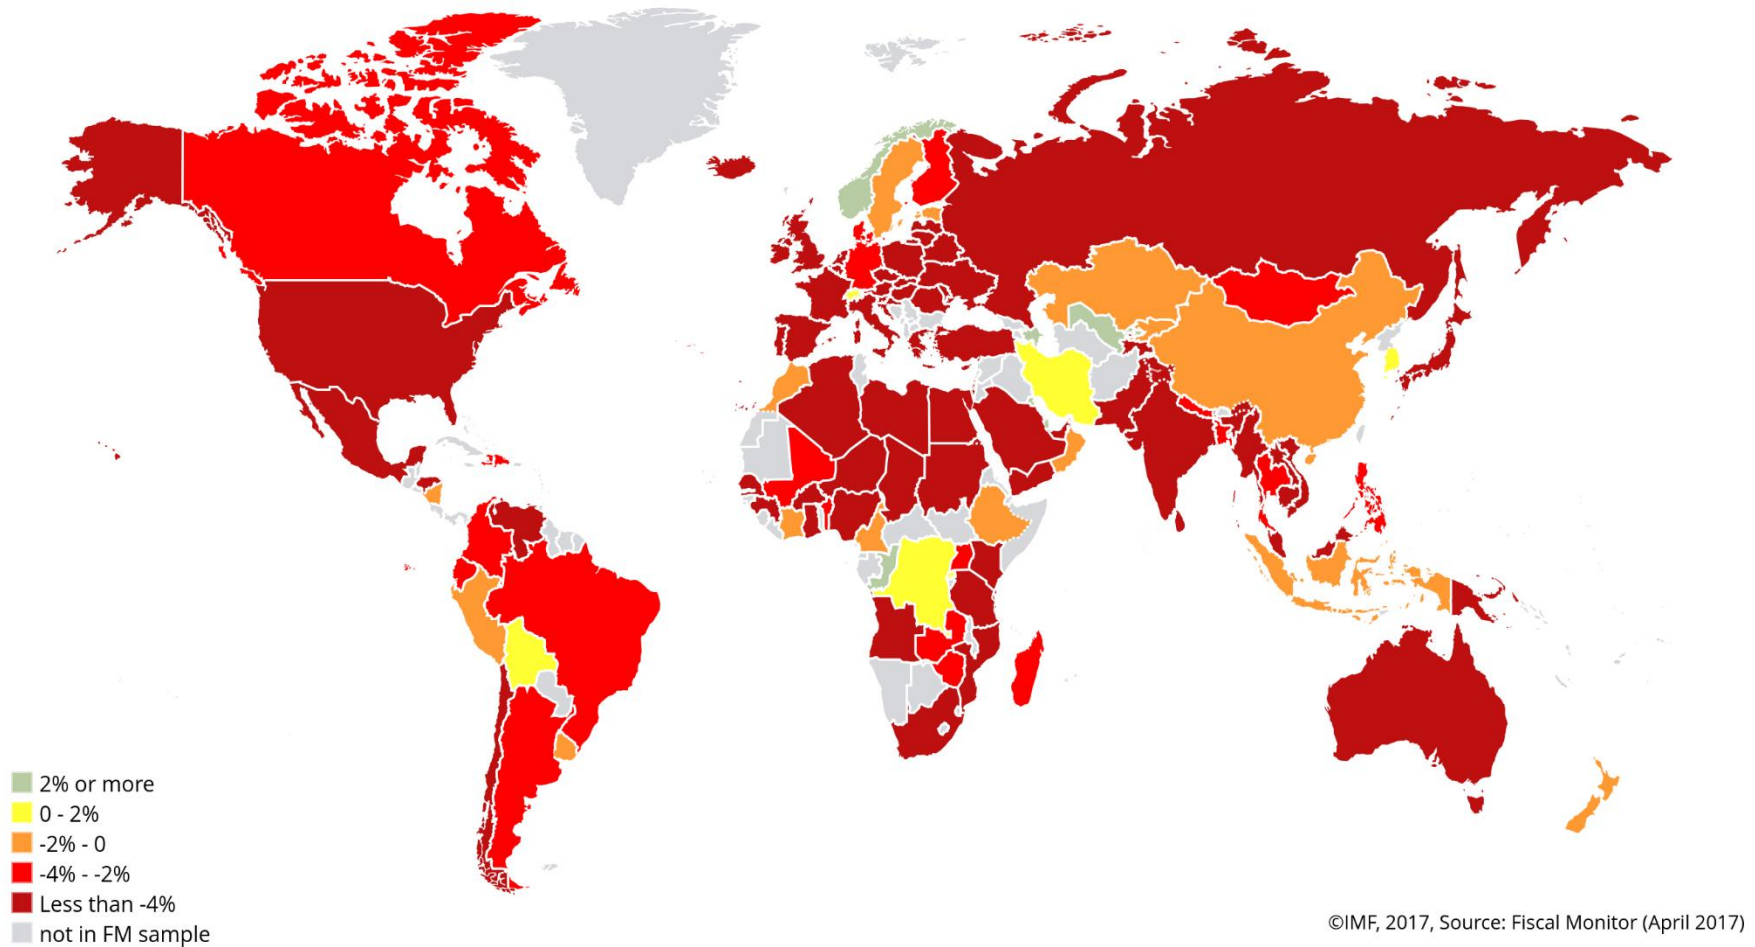 2% or more
0 - 2%
-2% - 0
-4% - -2%
Less than -4%
not in FM sample
©IMF, 2017, Source: Fiscal Monitor (April 2017)